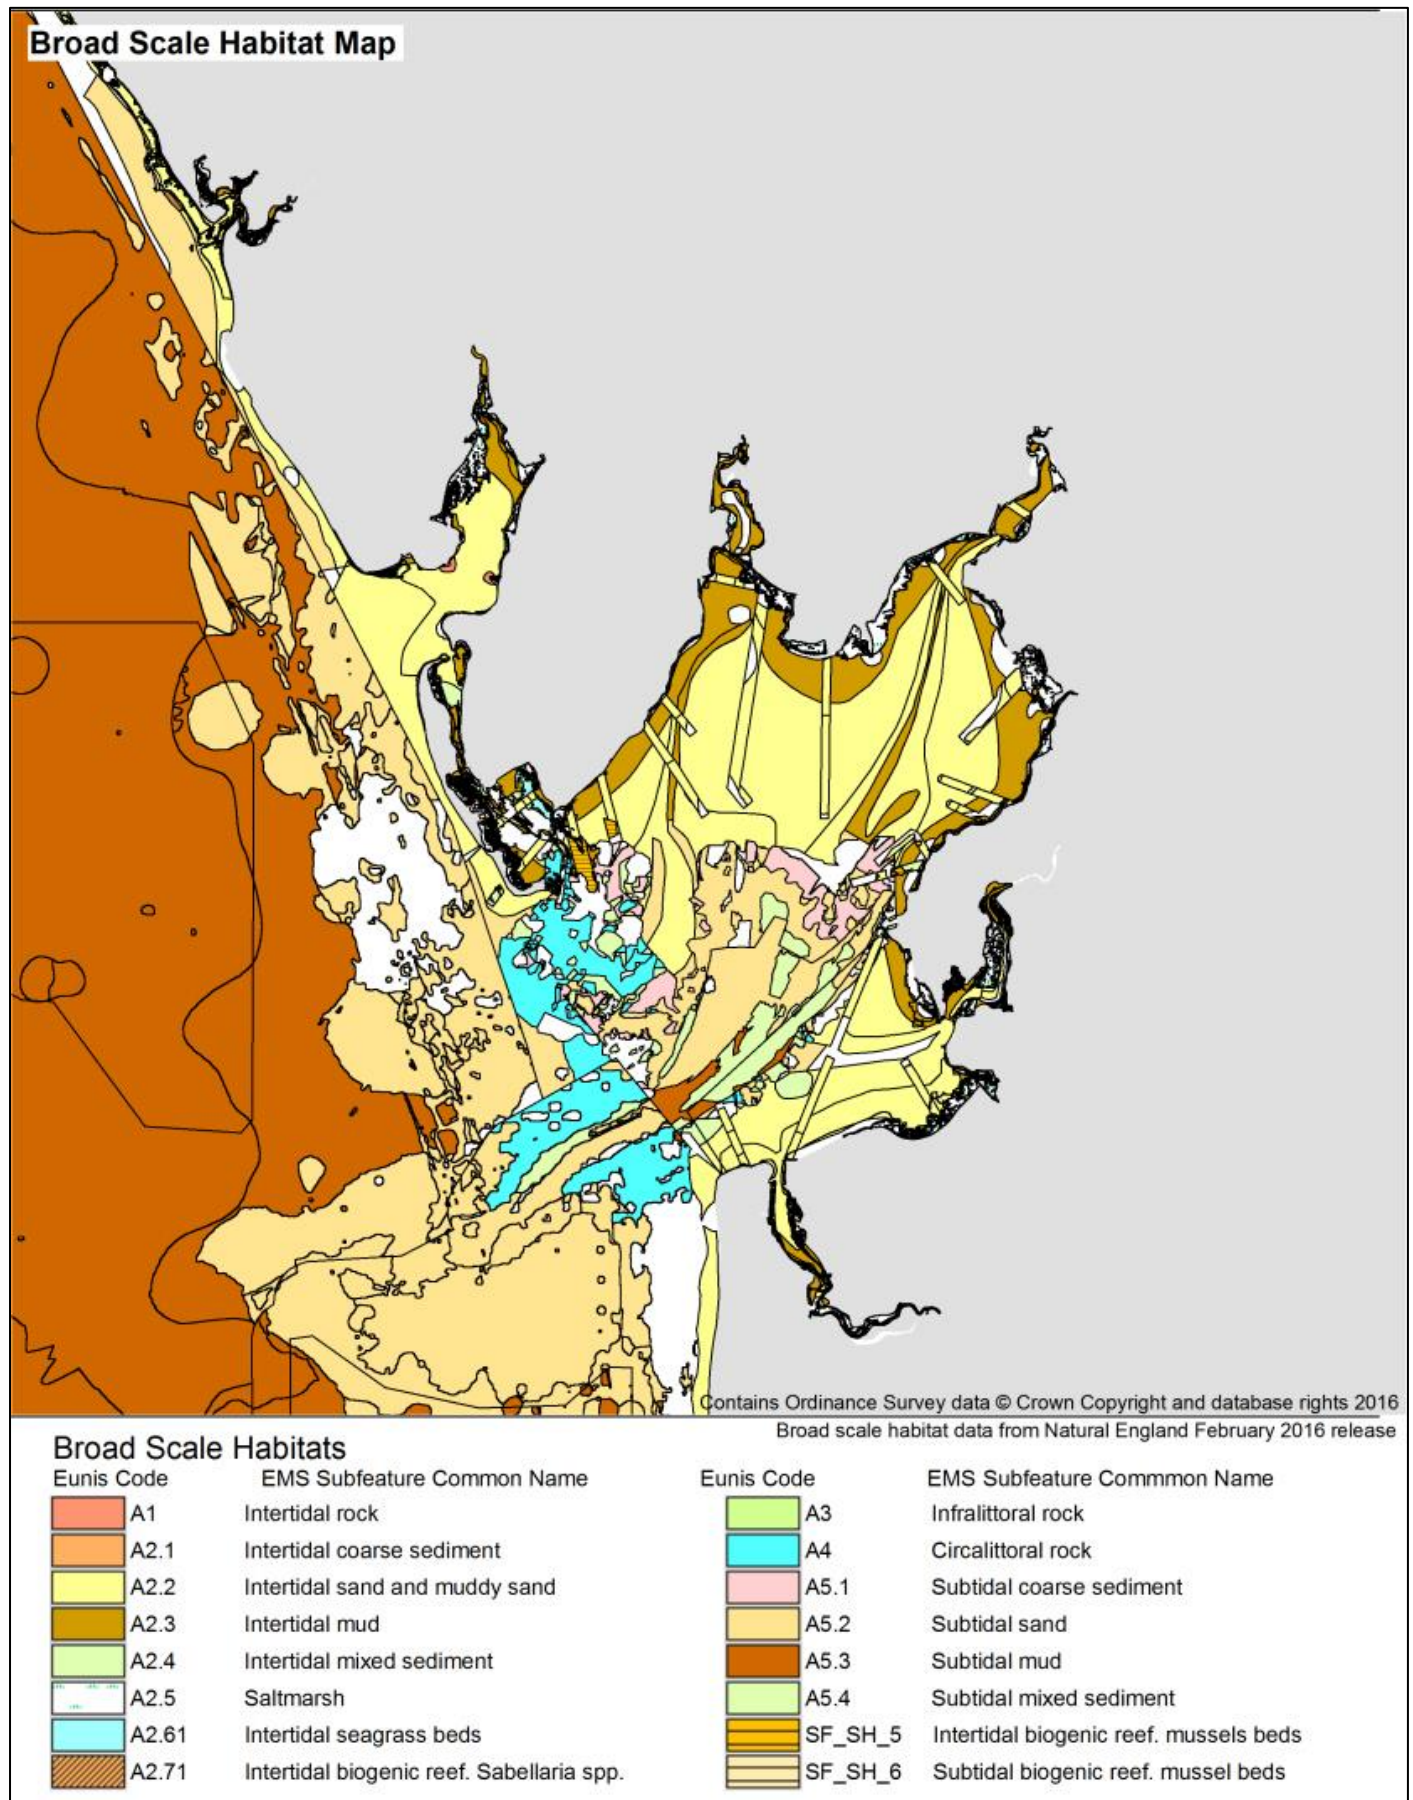 Broad Scale Habitat Map
Contains Ordinance Survey data © Crown Copyright and database rights 2016
Broad scale habitat data from Natural England February 2016 release
Broad Scale Habitats
Eunis Code EMS Subfeature Common Name
A1 Intertidal rock
A2.1 Intertidal coarse sediment
A2.2 Intertidal sand and muddy sand
A2.3 Intertidal mud
A2.4 Intertidal mixed sediment
A2.5 Saltmarsh
A2.61 Intertidal seagrass beds
A2.71 Intertidal biogenic reef. Sabellaria spp.
Eunis Code EMS Subfeature Commmon Name
A3 Infralittoral rock
A4 Circalittoral rock
A5.1 Subtidal coarse sediment
A5.2 Subtidal sand
A5.3 Subtidal mud
A5.4 Subtidal mixed sediment
SF_SH_5 Intertidal biogenic reef. mussels beds
SF_SH_6 Subtidal biogenic reef. mussel beds